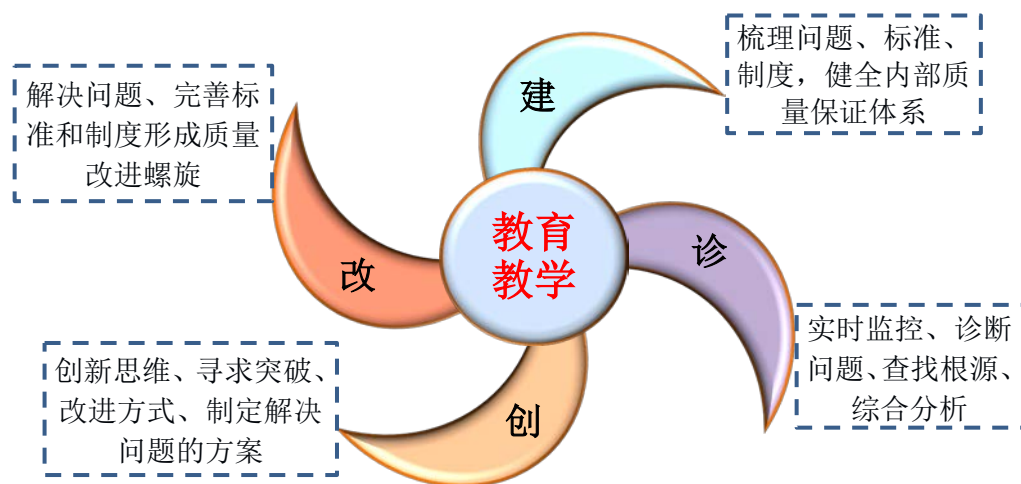 梳理问题、标准、
制度，健全内部质
量保证体系
建
解决问题、完善标
准和制度形成质量
改进螺旋
教育
教学
诊
改
实时监控、诊断
问题、查找根源、
综合分析
创新思维、寻求突破、
改进方式、制定解决
问题的方案
创